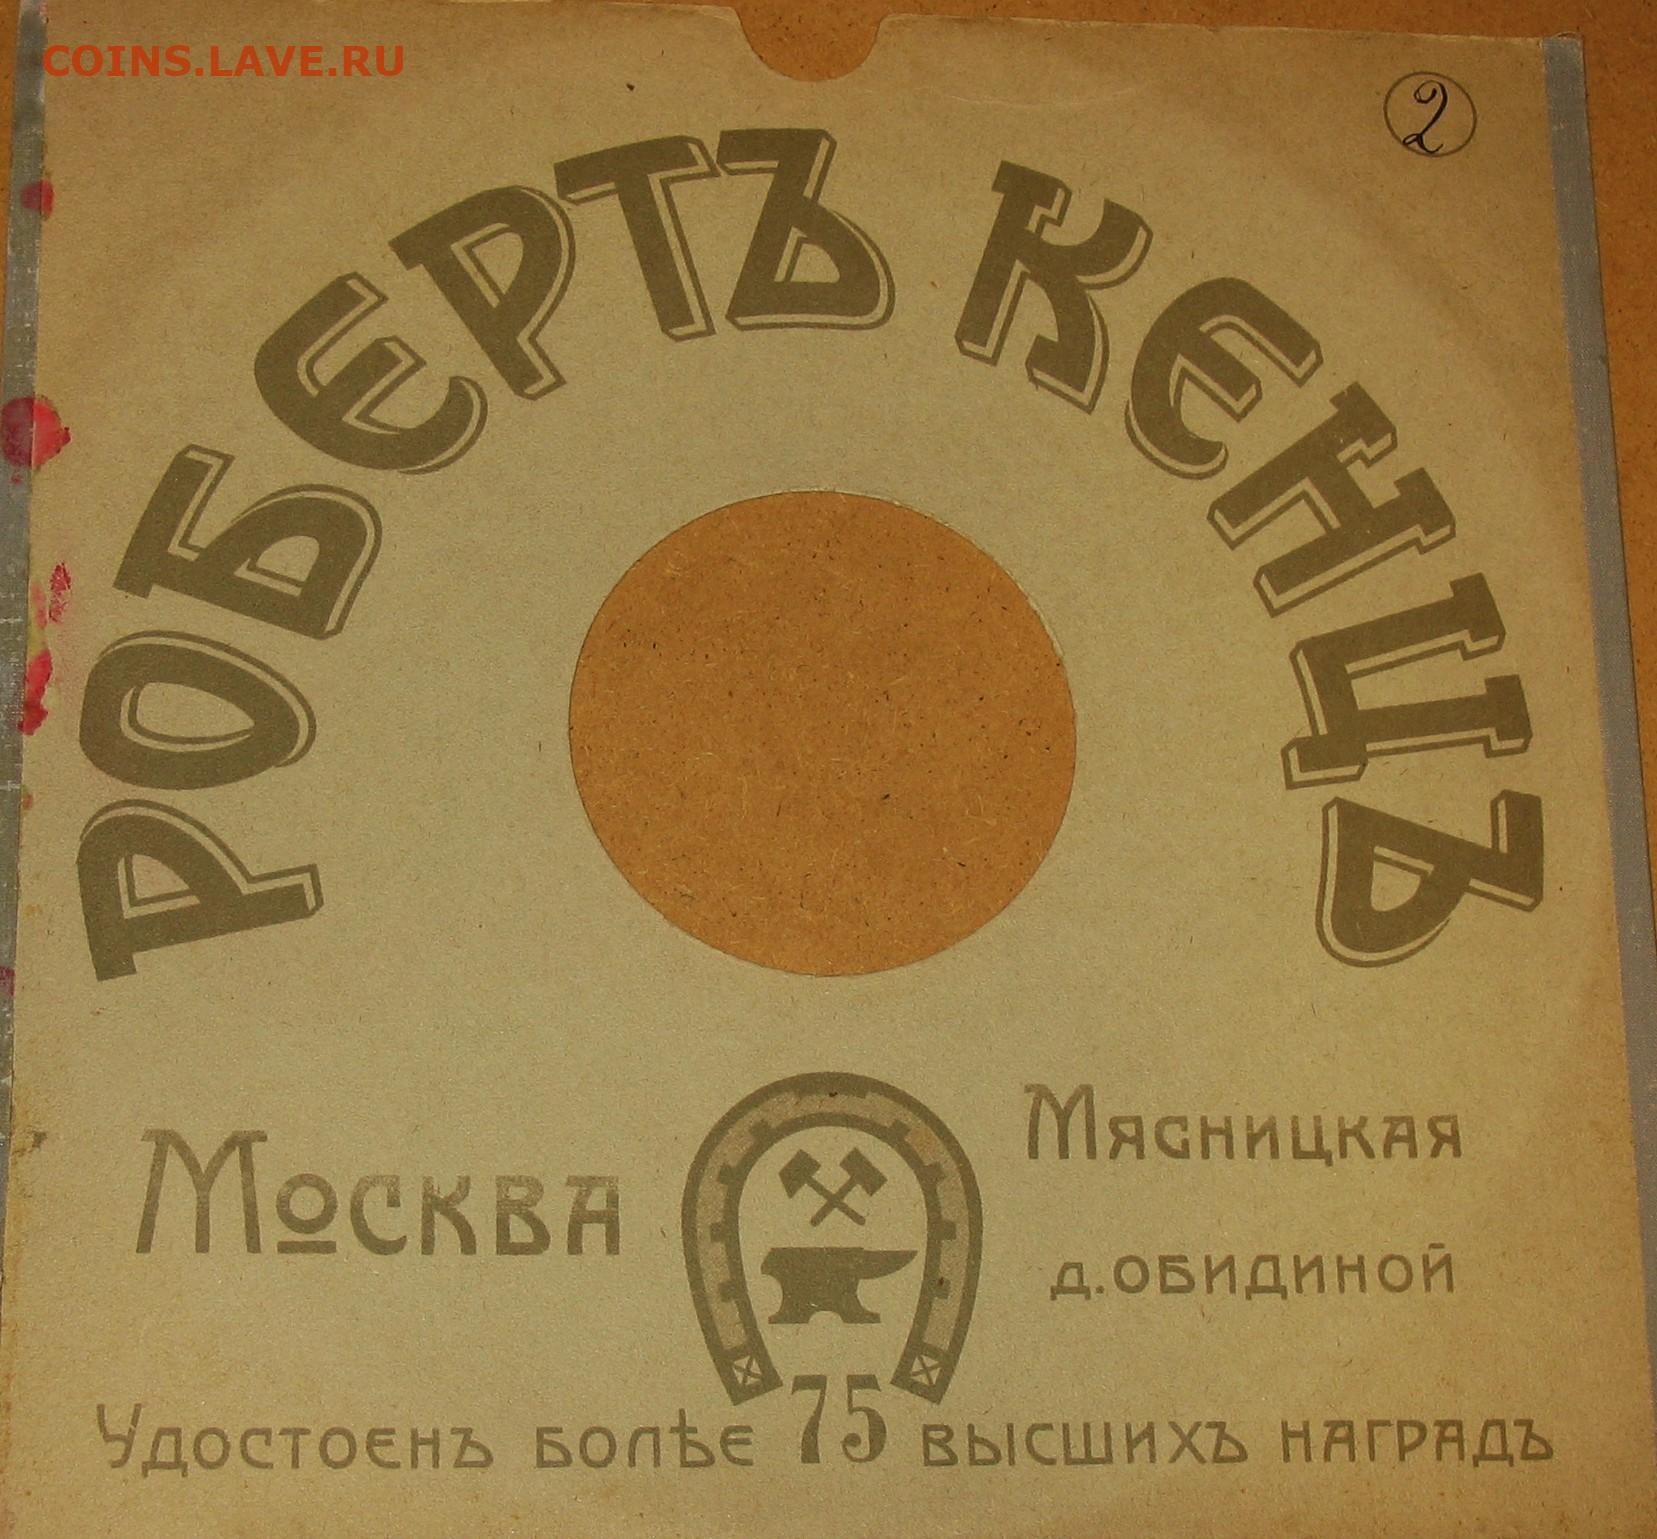 COINS.LAVE.RU
2
РОБЕРТЪ КЕНЦЪ
Москва
Мясницкая
д. Обидиной
75
Удостоенъ болѣе 75 высшихъ наградъ